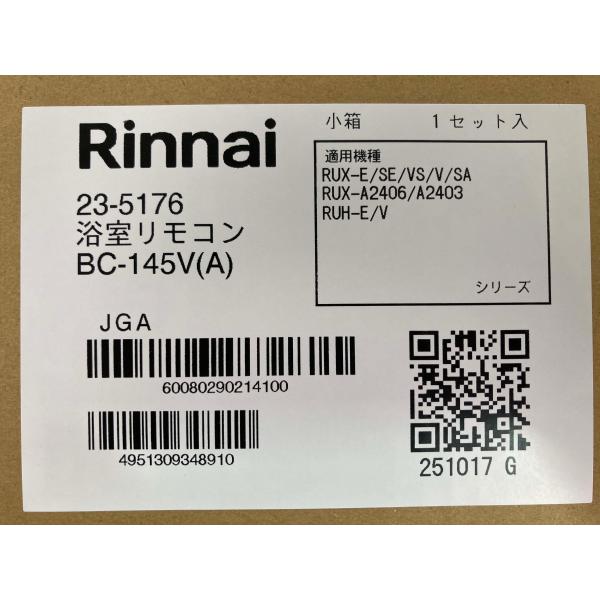 Rinnai
23-5176
浴室リモコン
BC-145V(A)
小箱 1セット入
適用機種
RUX-E/SE/VS/V/SA
RUX-A2406/A2403
RUH-E/V
シリーズ
JGA
60080290214100
4951309348910
251017 G